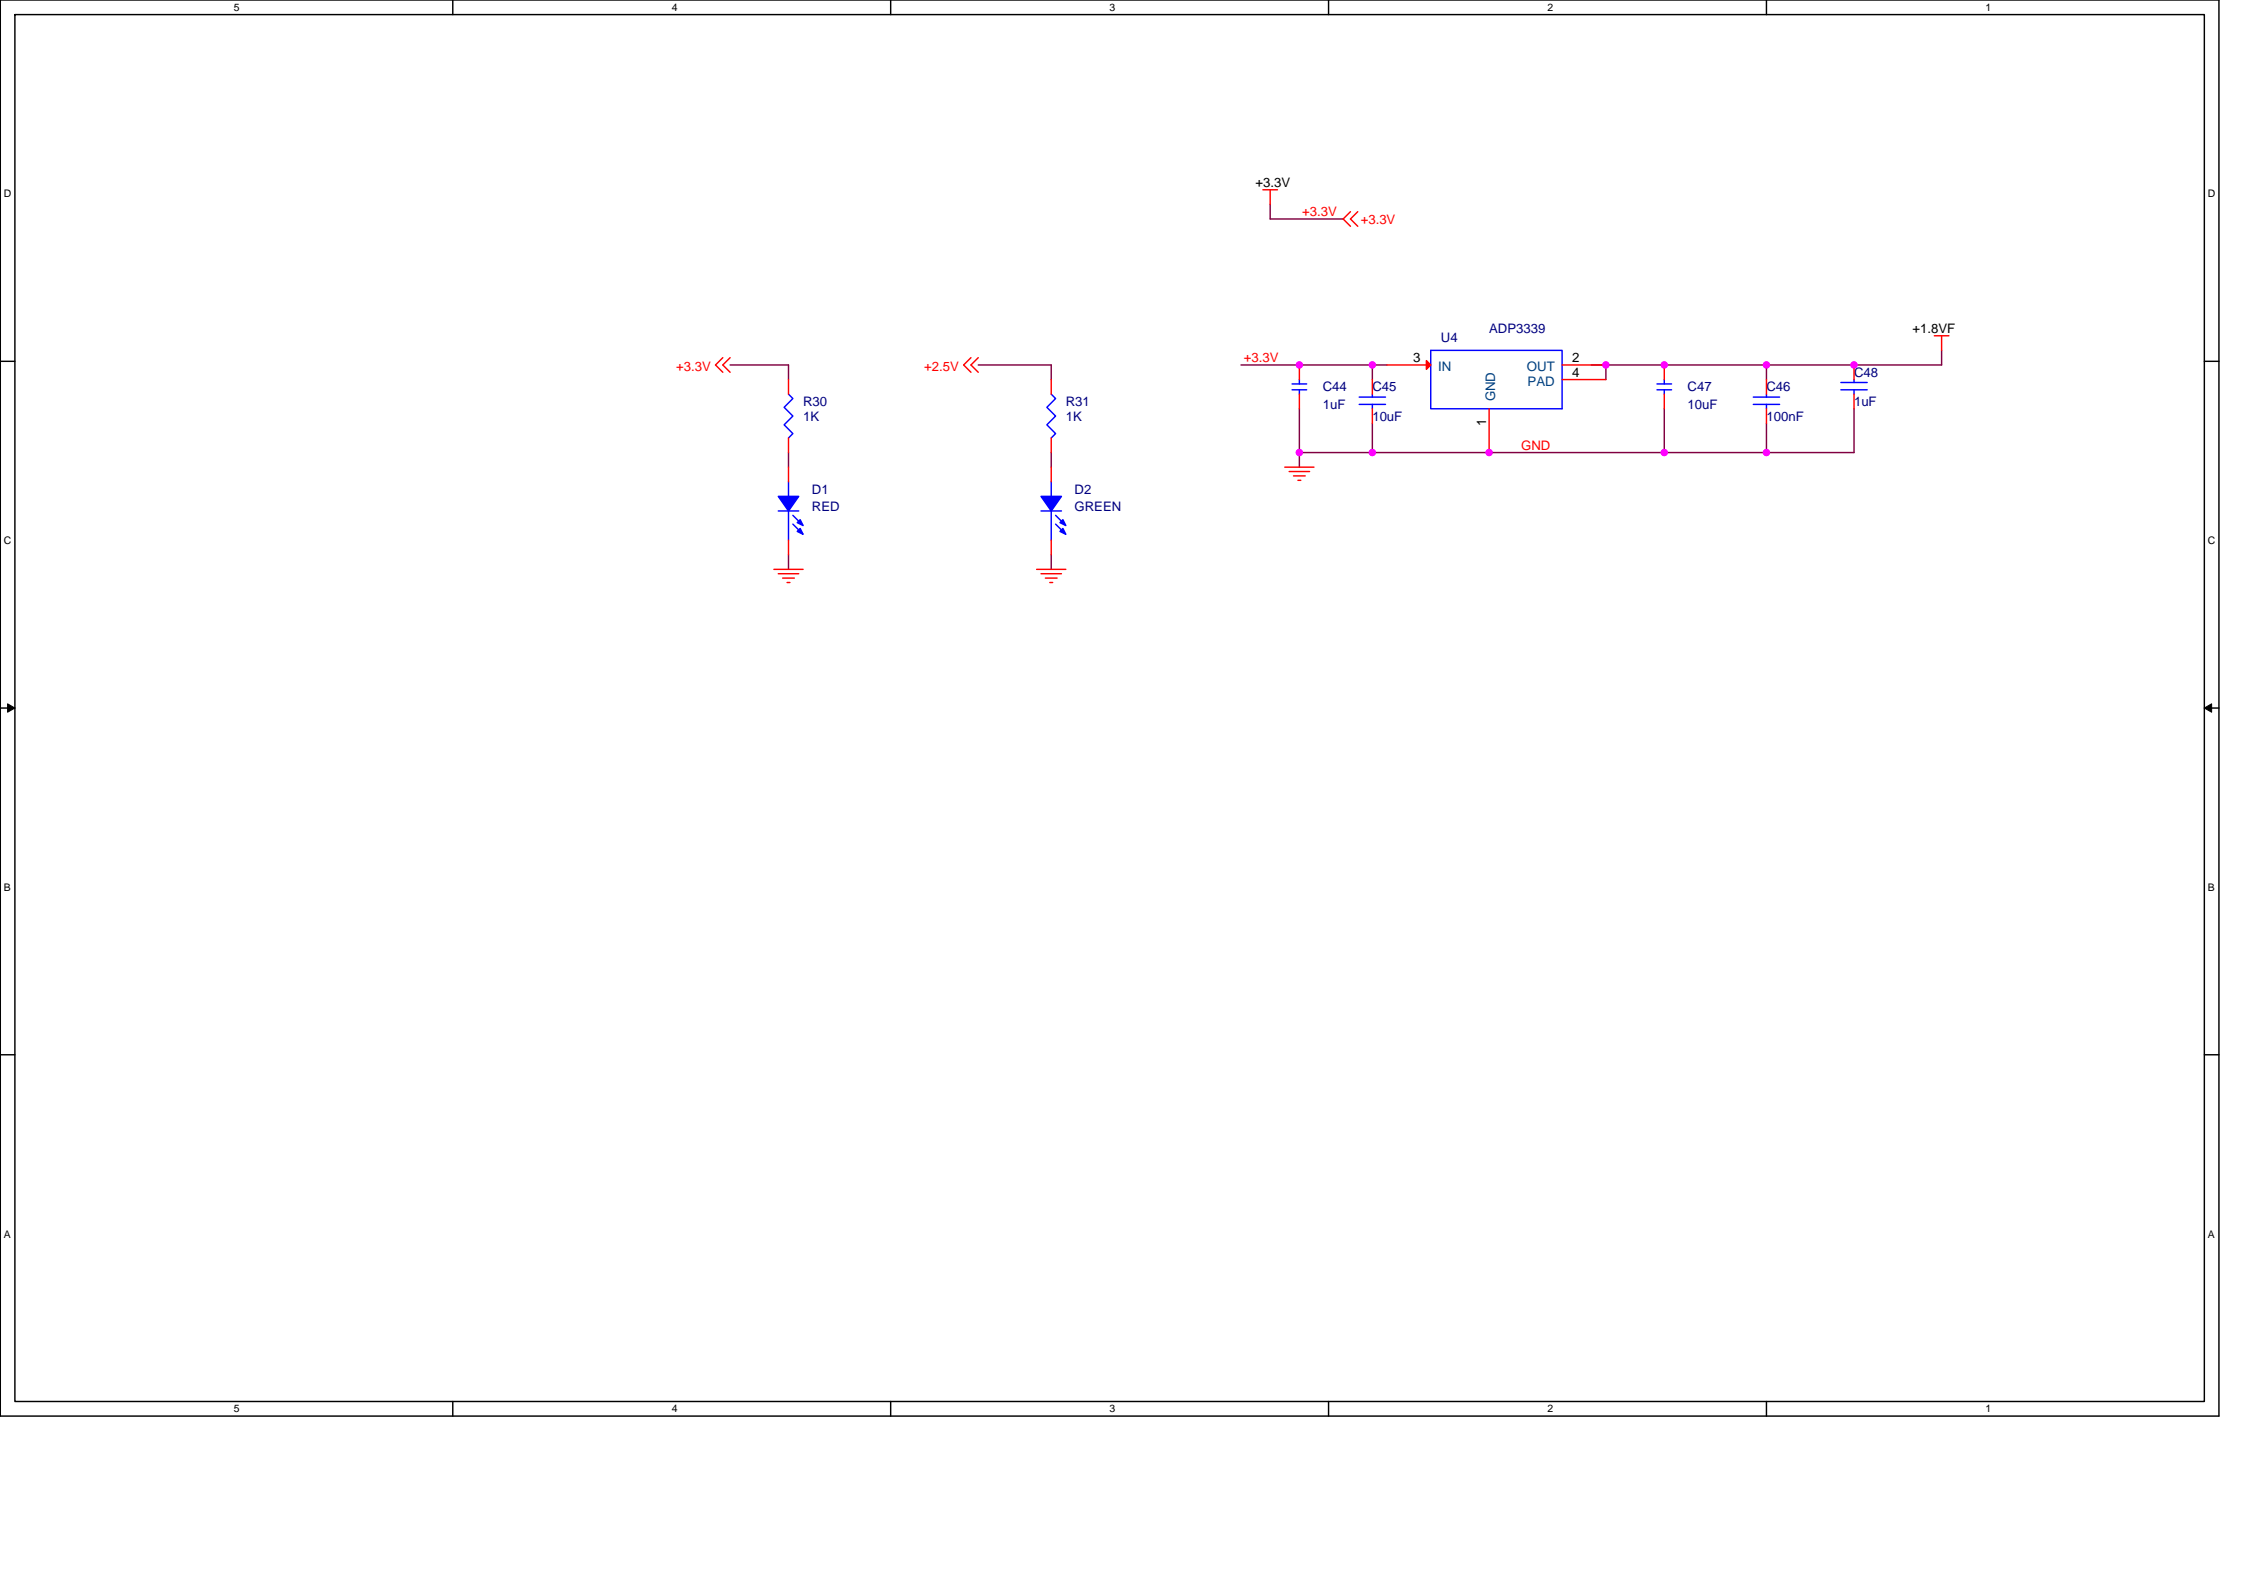 5 4 3 2 1
D D
+3.3V
+3.3V +3.3V
U4 ADP3339
+1.8VF
+3.3V
+2.5V
+3.3V
3 IN OUT 2
PAD 4
GND
1
C44
1uF
C45
10uF
C47
10uF
C46
100nF
C48
1uF
GND
R30
1K
R31
1K
D1
RED
D2
GREEN
C C
B B
A A
5 4 3 2 1